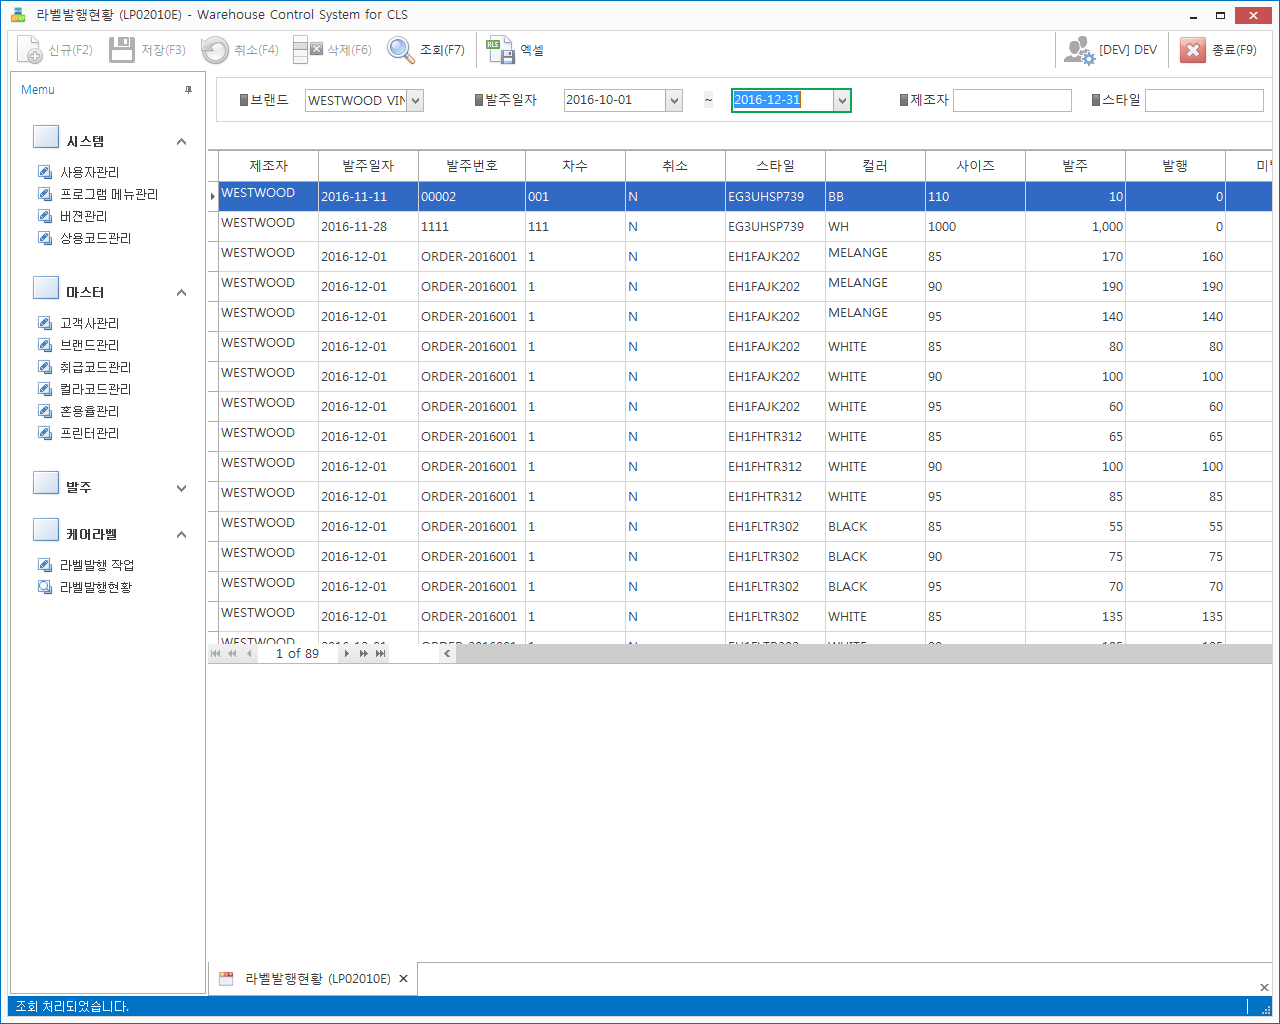 라벨발행현황 (LP02010E) - Warehouse Control System for CLS
신규(F2) 저장(F3) 취소(F4) 삭제(F6) 조회(F7) 엑셀 [DEV] DEV 종료(F9)
Menu
시스템
사용자관리
프로그램 메뉴관리
버젼관리
상용코드관리
마스터
고객사관리
브랜드관리
취급코드관리
컬라코드관리
혼용율관리
프린터관리
발주
케어라벨
라벨발행 작업
라벨발행현황
브랜드 WESTWOOD VIN 발주일자 2016-10-01 ~ 2016-12-31 제조자 스타일
제조자 발주일자 발주번호 차수 취소 스타일 컬러 사이즈 발주 발행
WESTWOOD 2016-11-11 00002 001 N EG3UHSP739 BB 110 10 0
WESTWOOD 2016-11-28 1111 111 N EG3UHSP739 WH 1000 1,000 0
WESTWOOD 2016-12-01 ORDER-2016001 1 N EH1FAJK202 MELANGE 85 170 160
WESTWOOD 2016-12-01 ORDER-2016001 1 N EH1FAJK202 MELANGE 90 190 190
WESTWOOD 2016-12-01 ORDER-2016001 1 N EH1FAJK202 MELANGE 95 140 140
WESTWOOD 2016-12-01 ORDER-2016001 1 N EH1FAJK202 WHITE 85 80 80
WESTWOOD 2016-12-01 ORDER-2016001 1 N EH1FAJK202 WHITE 90 100 100
WESTWOOD 2016-12-01 ORDER-2016001 1 N EH1FAJK202 WHITE 95 60 60
WESTWOOD 2016-12-01 ORDER-2016001 1 N EH1FHTR312 WHITE 85 65 65
WESTWOOD 2016-12-01 ORDER-2016001 1 N EH1FHTR312 WHITE 90 100 100
WESTWOOD 2016-12-01 ORDER-2016001 1 N EH1FHTR312 WHITE 95 85 85
WESTWOOD 2016-12-01 ORDER-2016001 1 N EH1FLTR302 BLACK 85 55 55
WESTWOOD 2016-12-01 ORDER-2016001 1 N EH1FLTR302 BLACK 90 75 75
WESTWOOD 2016-12-01 ORDER-2016001 1 N EH1FLTR302 BLACK 95 70 70
WESTWOOD 2016-12-01 ORDER-2016001 1 N EH1FLTR302 WHITE 85 135 135
WESTWOOD
1 of 89
라벨발행현황 (LP02010E)
조회 처리되었습니다.